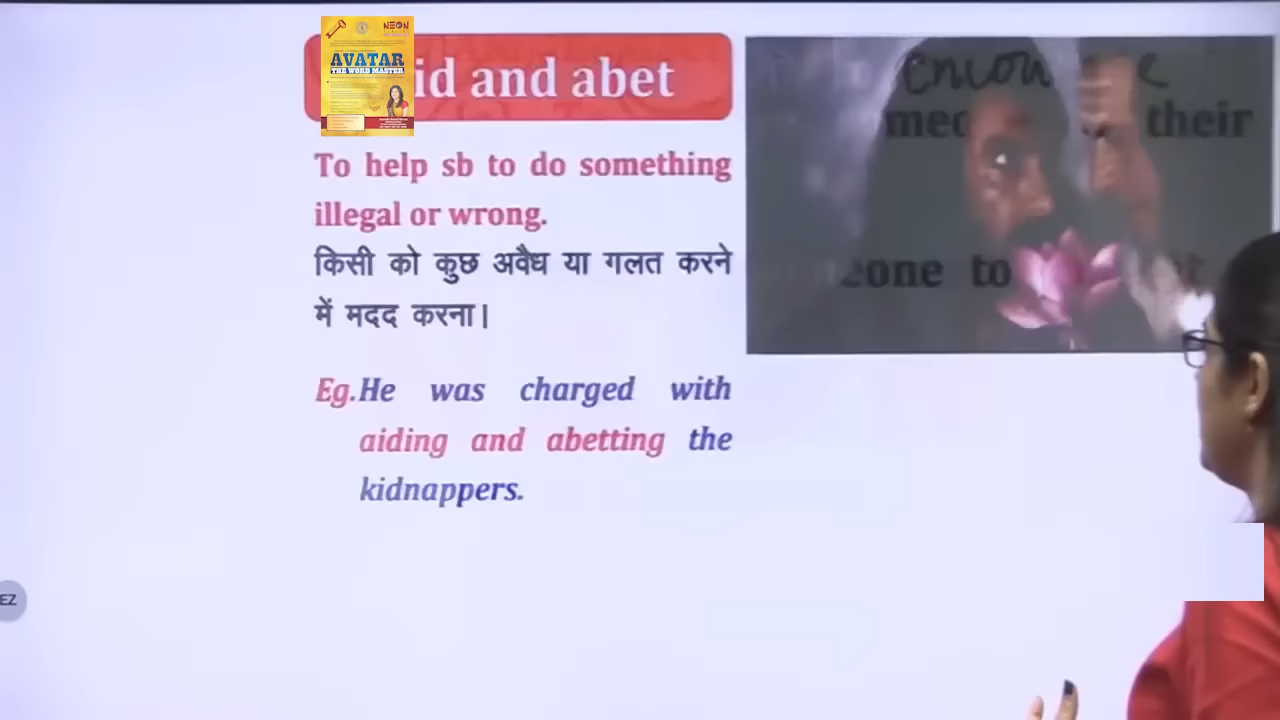 NEON
AVATAR
THE WORD MASTER
id and abet
To help sb to do something
illegal or wrong.
किसी को कुछ अवैध या गलत करने
में मदद करना।
Eg. He was charged with
aiding and abetting the
kidnappers.
their
to
EZ